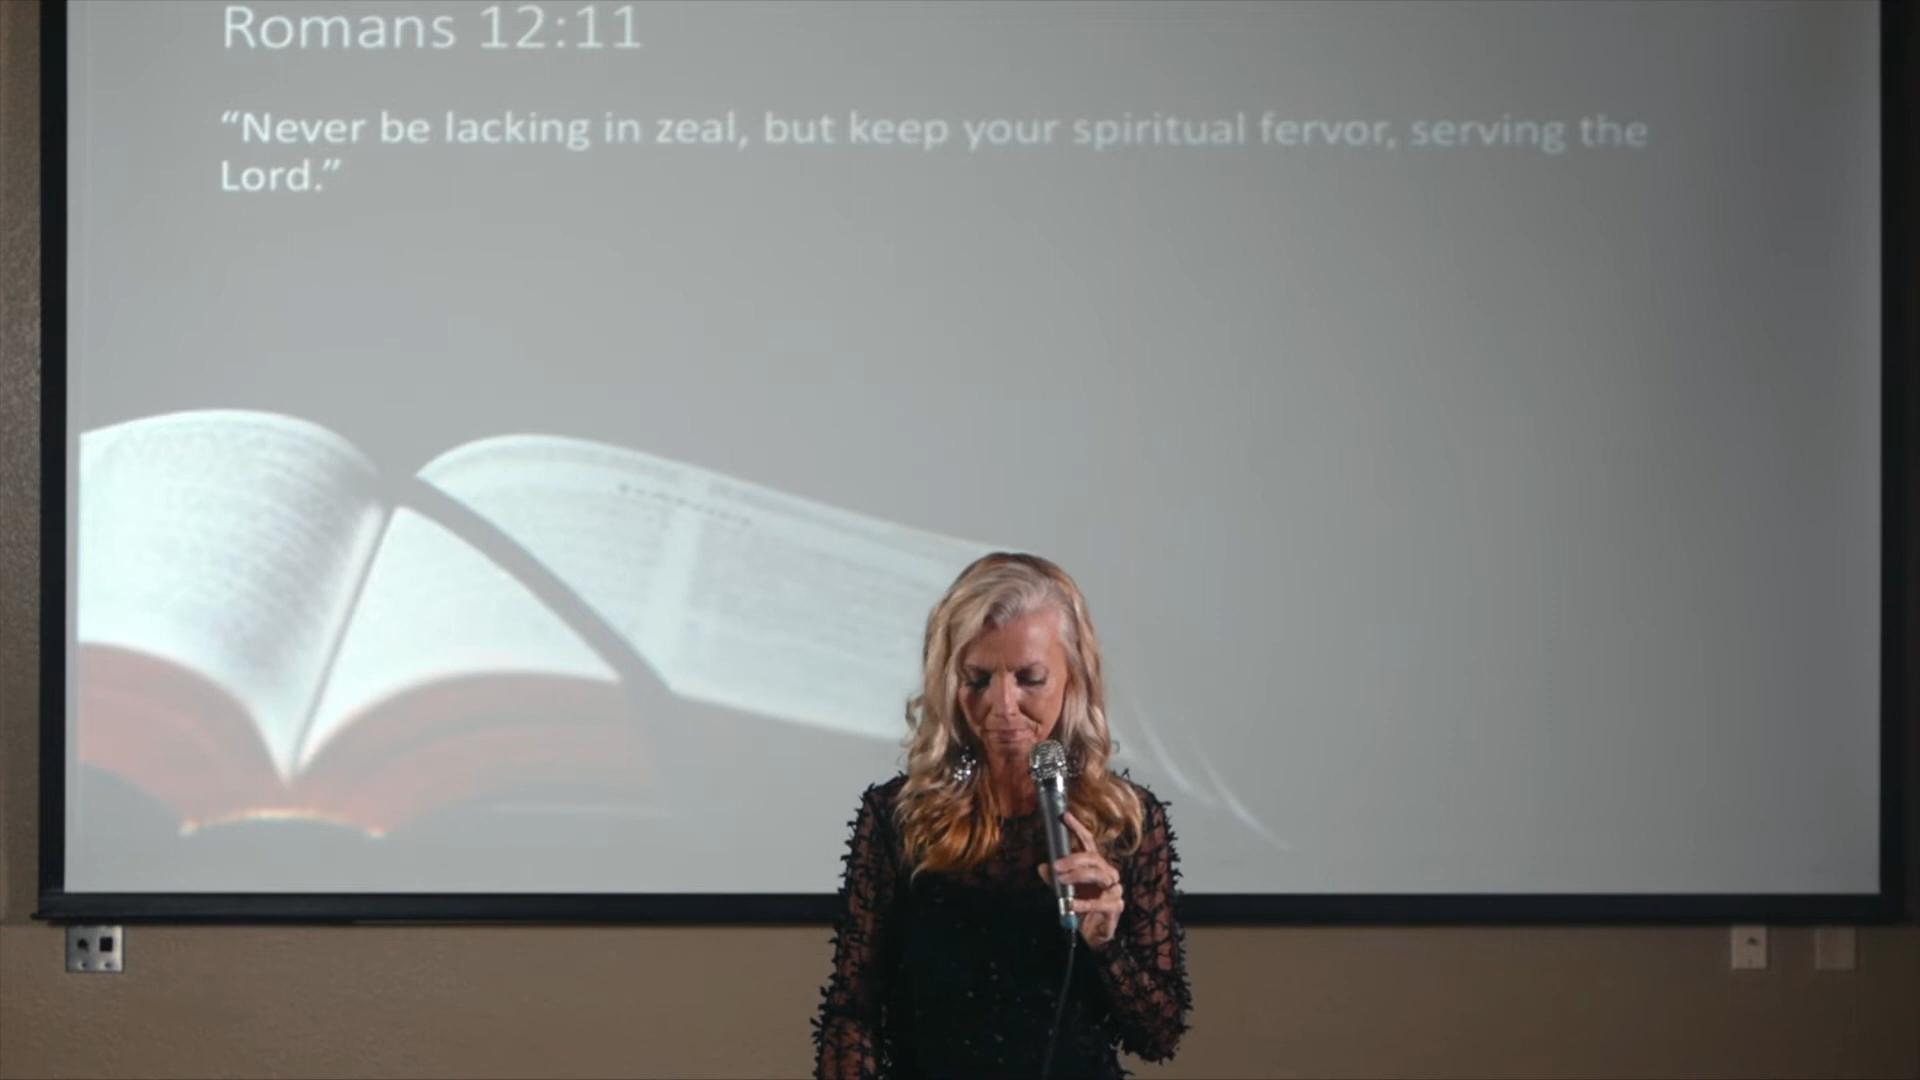 Romans 12:11
“Never be lacking in zeal, but keep your spiritual fervor, serving the
Lord.”